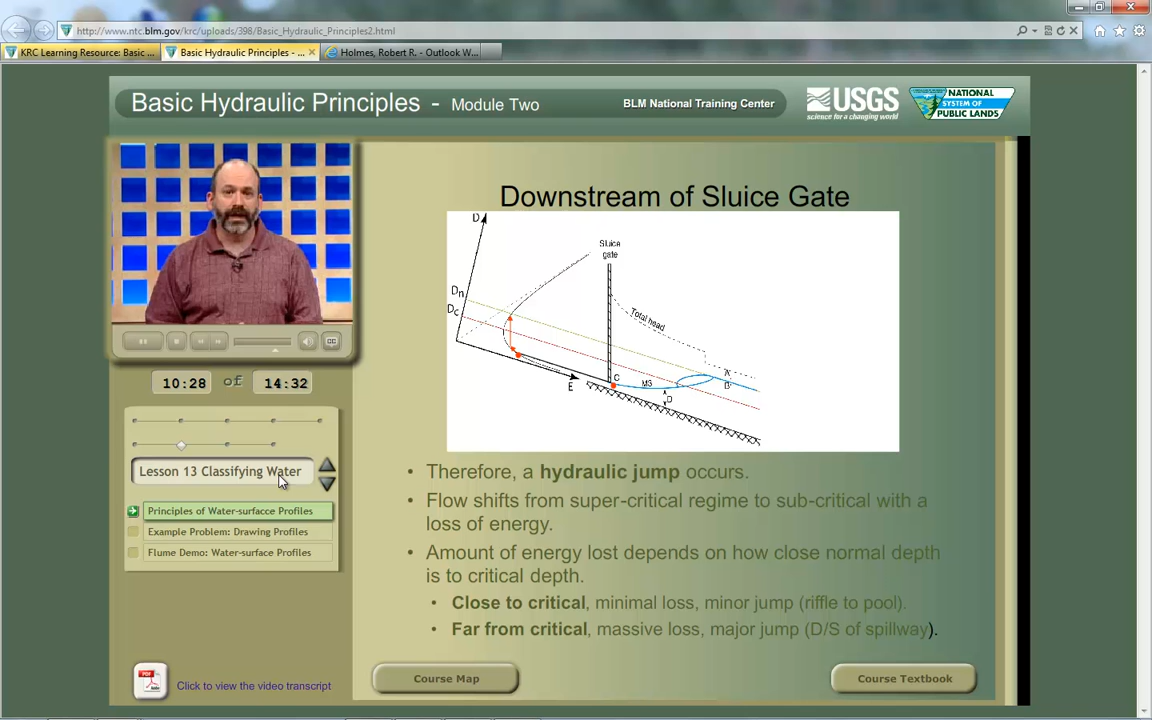 http://www.ntc.blm.gov/krc/uploads/398/Basic_Hydraulic_Principles2.html
KRC Learning Resource: Basic ...
Basic Hydraulic Principles - ...
Holmes, Robert R. - Outlook W...
Basic Hydraulic Principles - Module Two
BLM National Training Center
USGS
science for a changing world
NATIONAL
SYSTEM OF
PUBLIC LANDS
Downstream of Sluice Gate
D
Sluice
gate
Dn
Dc
Total head
E
C
M3
D
A
B
CC
10:28 of 14:32
Lesson 13 Classifying Water
Principles of Water-surfacce Profiles
Example Problem: Drawing Profiles
Flume Demo: Water-surface Profiles
• Therefore, a hydraulic jump occurs.
• Flow shifts from super-critical regime to sub-critical with a
loss of energy.
• Amount of energy lost depends on how close normal depth
is to critical depth.
• Close to critical, minimal loss, minor jump (riffle to pool).
• Far from critical, massive loss, major jump (D/S of spillway).
PDF
Click to view the video transcript
Course Map
Course Textbook